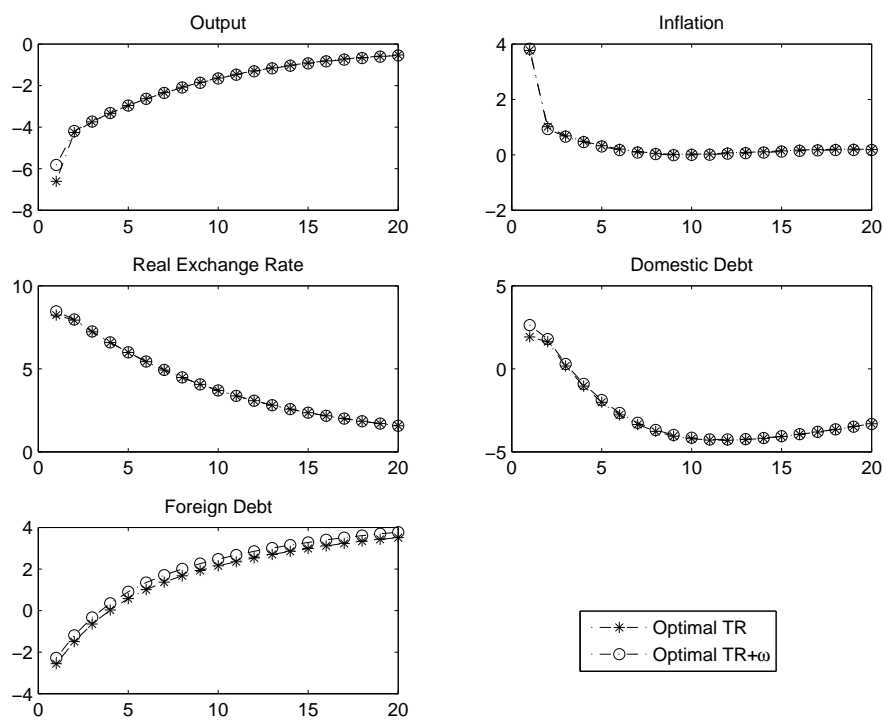 Output
0
−2
−4
−6
−8
0 5 10 15 20
Inflation
4
2
0
−2
0 5 10 15 20
Real Exchange Rate
10
5
0
0 5 10 15 20
Domestic Debt
5
0
−5
0 5 10 15 20
Foreign Debt
4
2
0
−2
−4
0 5 10 15 20
Optimal TR
Optimal TR+ω